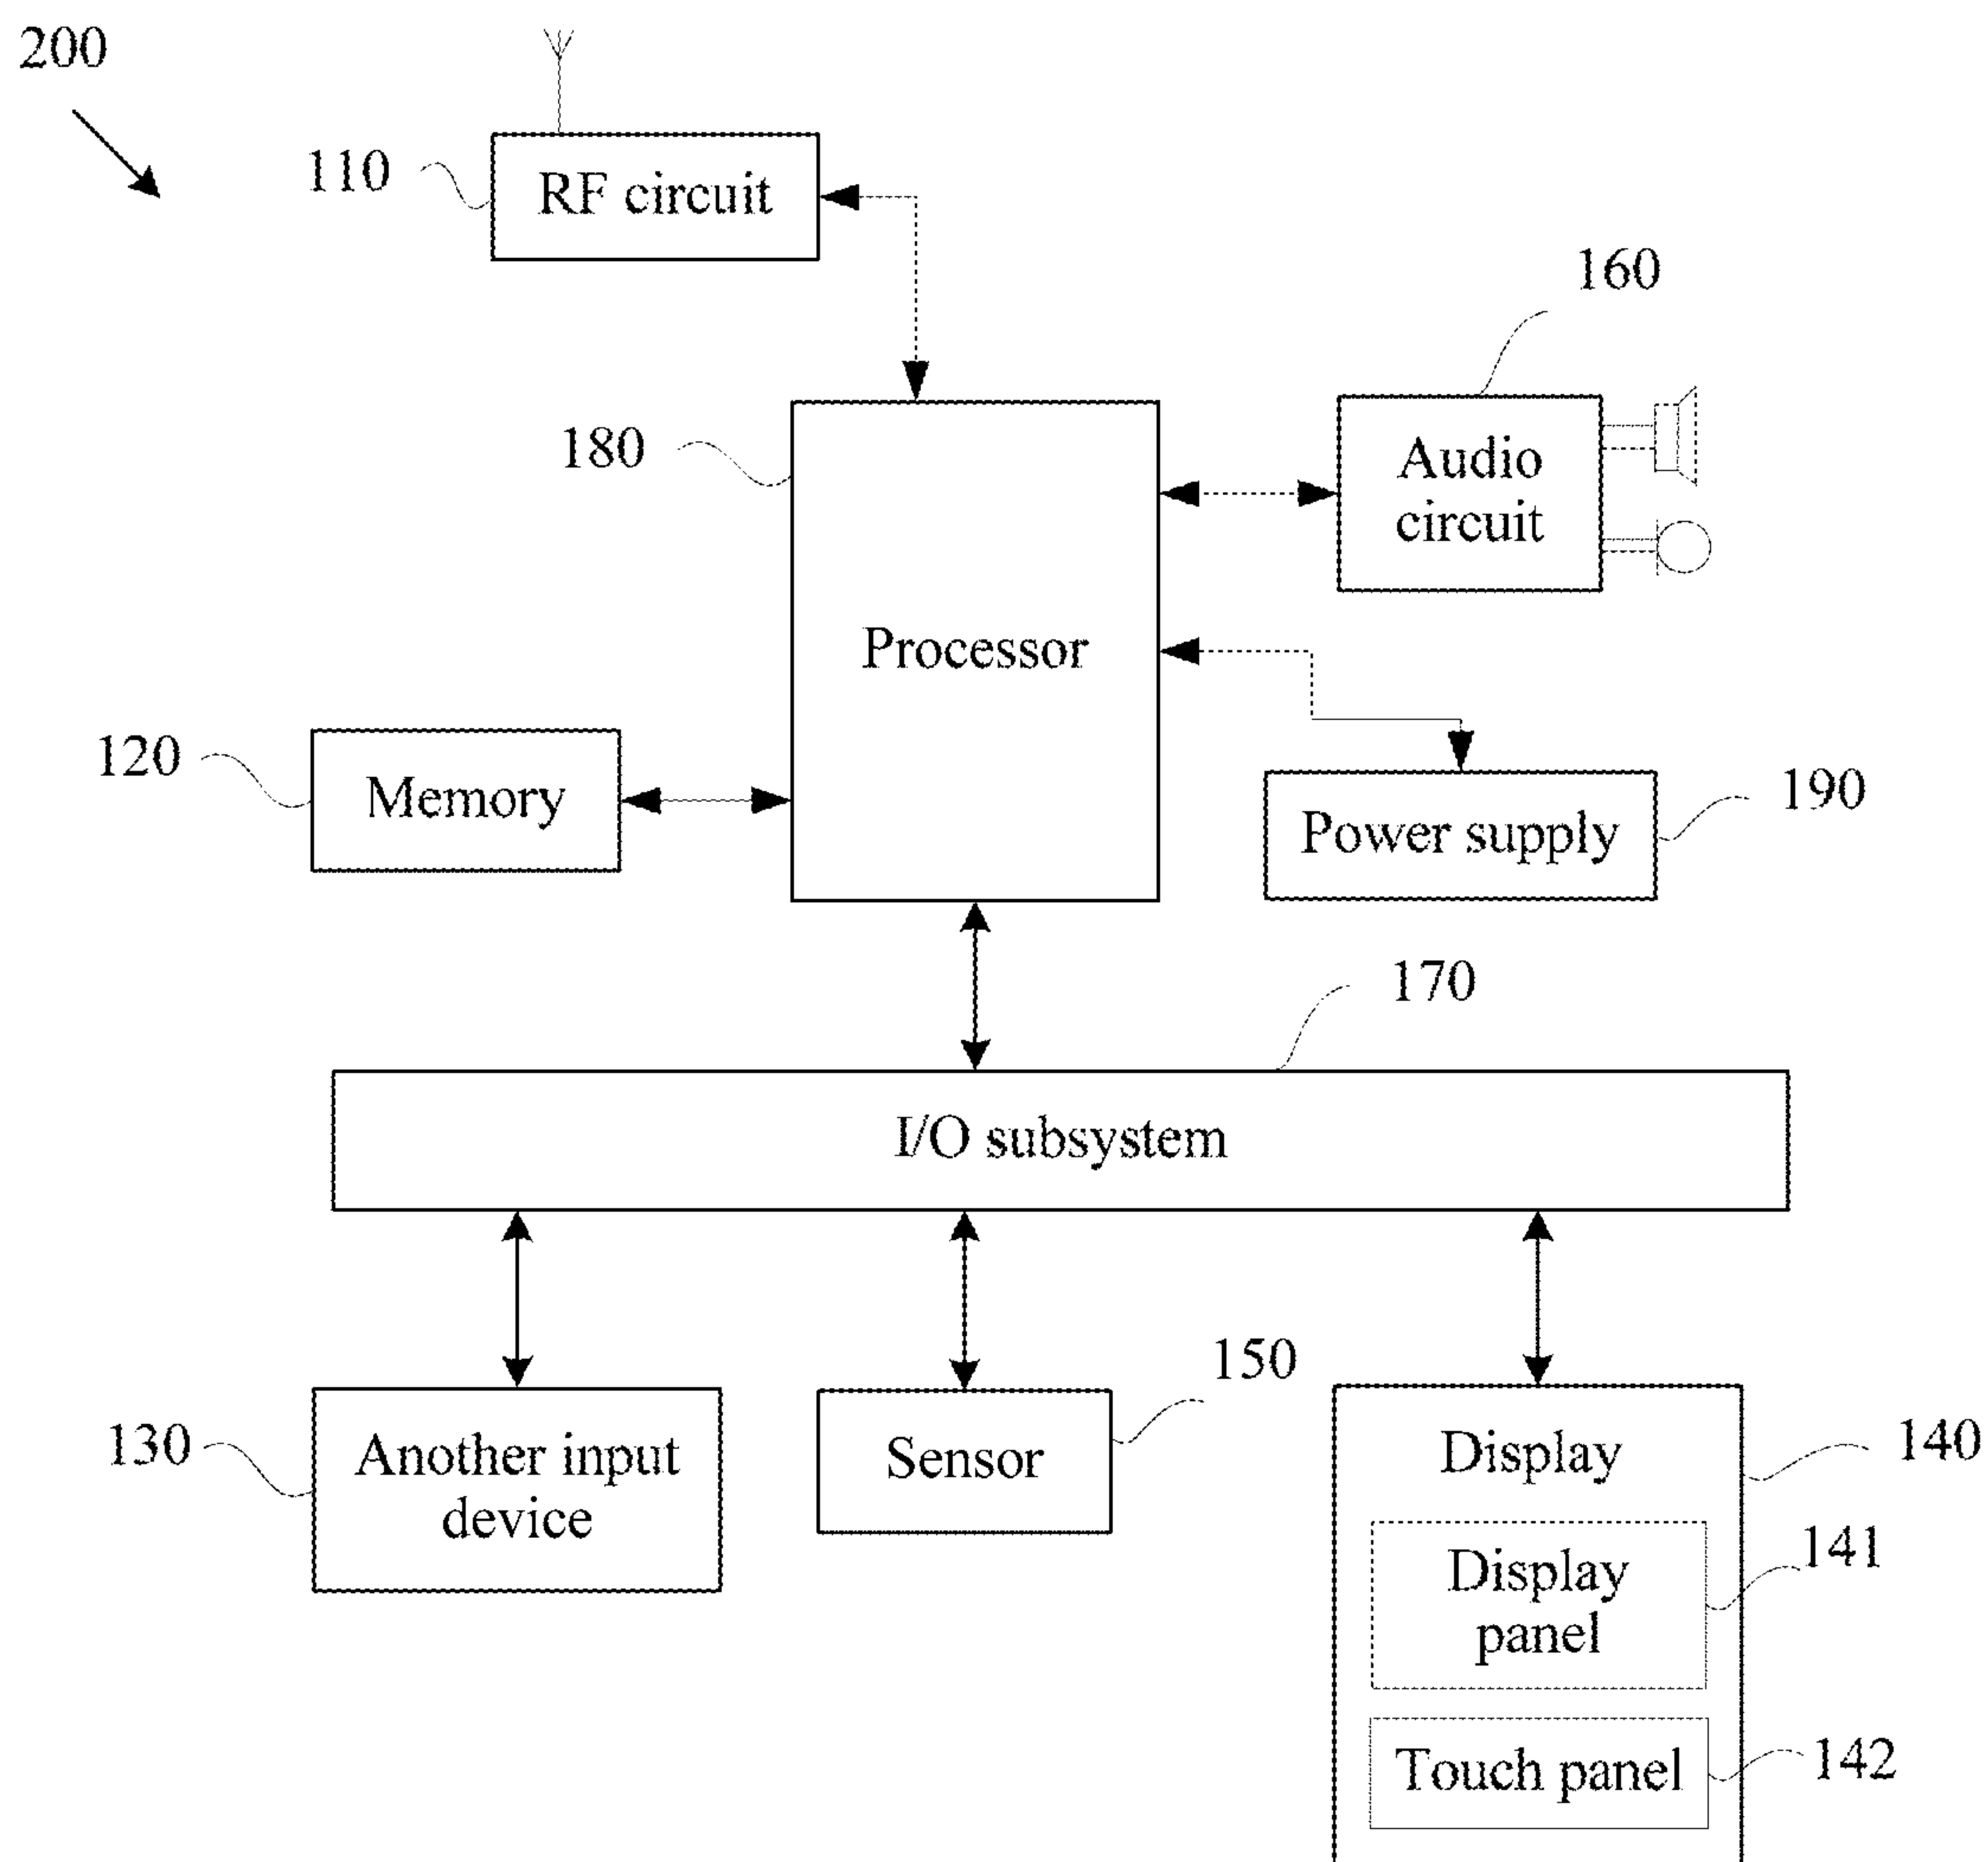 200
110
RF circuit
160
180
Audio
circuit
Processor
120
Memory
190
Power supply
170
I/O subsystem
150
130
Another input
device
Sensor
Display
140
Display
panel
141
Touch panel
142